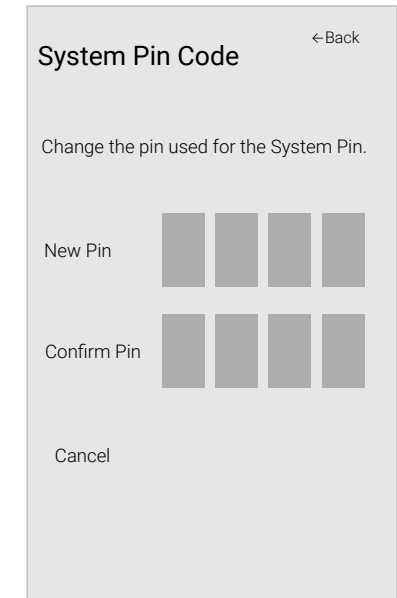 ←Back
System Pin Code
Change the pin used for the System Pin.
New Pin
Confirm Pin
Cancel